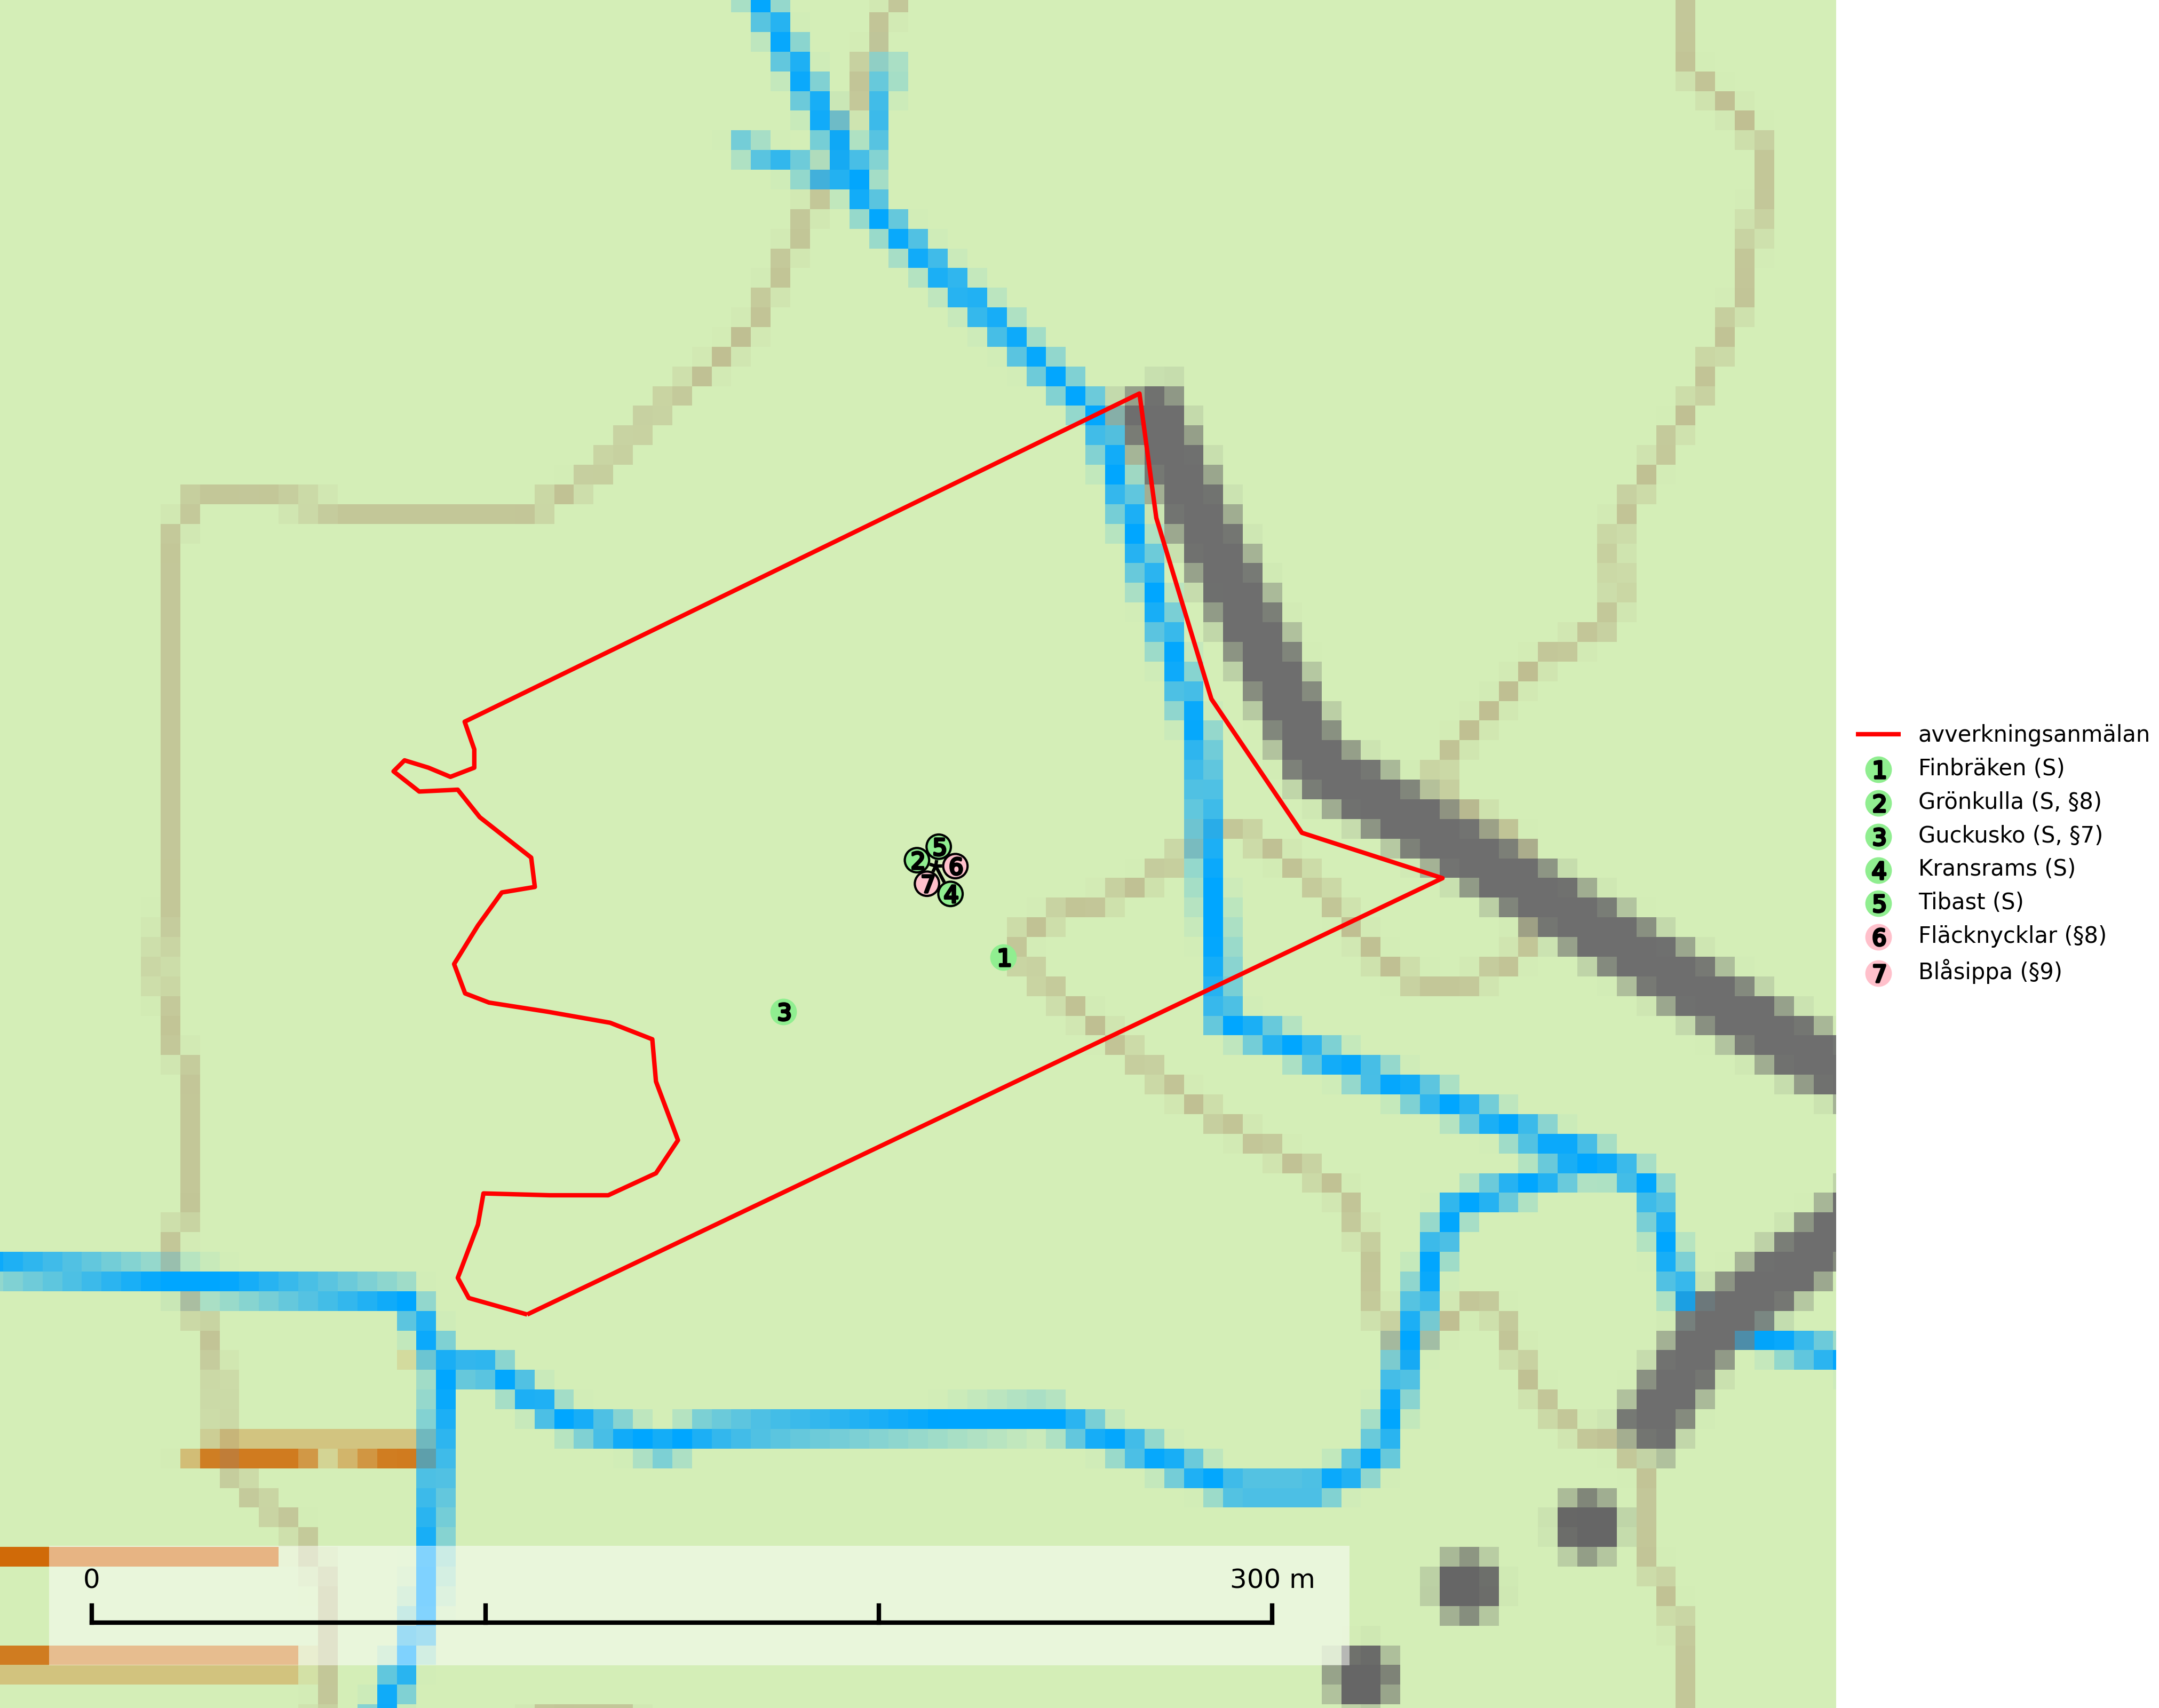 5
2
6
7
4
1
3
avverkningsanmälan
1 Finbräken (S)
2 Grönkulla (S, §8)
3 Guckusko (S, §7)
4 Kransrams (S)
5 Tibast (S)
6 Fläcknycklar (§8)
7 Blåsippa (§9)
0 300 m